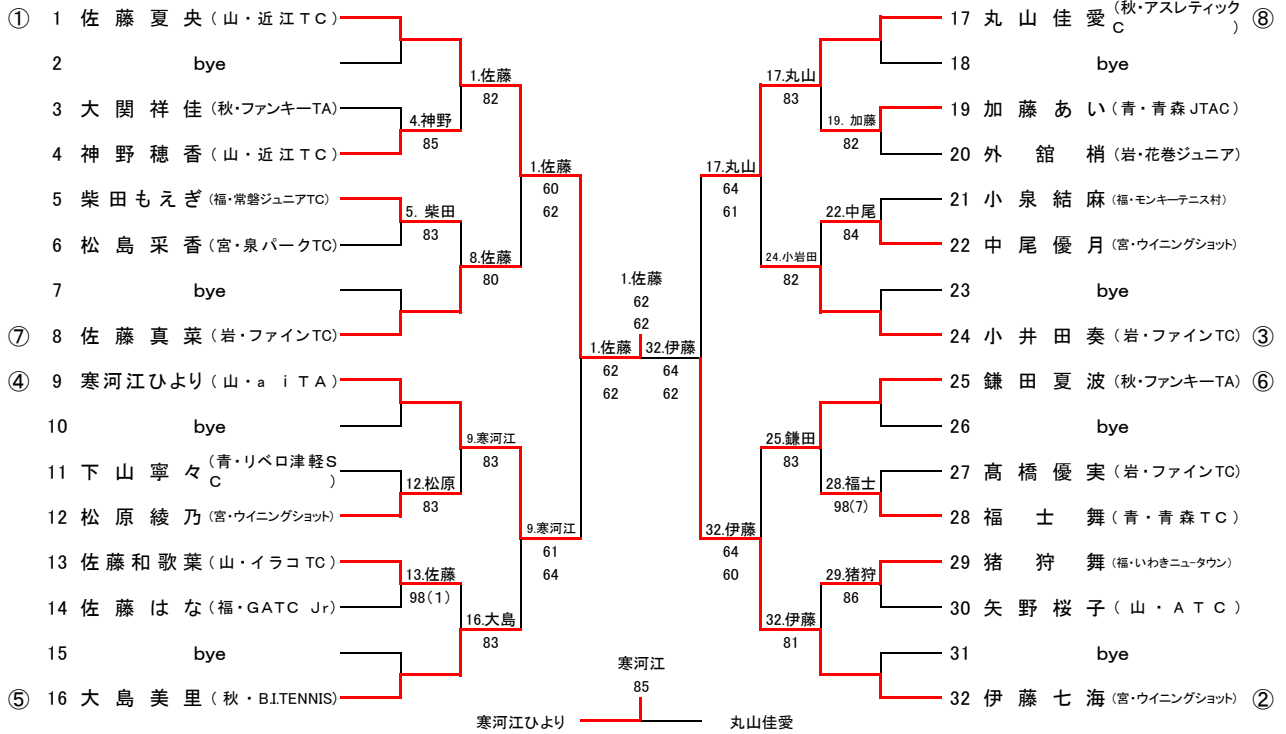 ① 1 佐藤夏央 (山・近江TC)
2 bye
3 大関祥佳 (秋・ファンキーTA)
4 神野穂香 (山・近江TC)
5 柴田もえぎ (福・常磐ジュニアTC)
6 松島采香 (宮・泉パークTC)
7 bye
⑦ 8 佐藤真菜 (岩・ファインTC)
④ 9 寒河江ひより (山・aiTA)
10 bye
11 下山寧々 (青・リベロ津軽SC)
12 松原綾乃 (宮・ウイニングショット)
13 佐藤和歌葉 (山・イラコTC)
14 佐藤はな (福・GATC Jr)
15 bye
⑤ 16 大島美里 (秋・B.I.TENNIS)
4.神野
85
5. 柴田
83
12.松原
83
13.佐藤
98(1)
1.佐藤
82
8.佐藤
80
9.寒河江
83
16.大島
83
1.佐藤
60
62
9.寒河江
61
64
1.佐藤
62
62
1.佐藤
62
62
32.伊藤
64
62
17.丸山
64
61
32.伊藤
64
60
17.丸山
83
24.小岩田
82
25.鎌田
83
32.伊藤
81
19. 加藤
82
22.中尾
84
28.福士
98(7)
29.猪狩
86
17 丸山佳愛 (秋・アスレティックC) ⑧
18 bye
19 加藤あい (青・青森JTAC)
20 外舘梢 (岩・花巻ジュニア)
21 小泉結麻 (福・モンキーテニス村)
22 中尾優月 (宮・ウイニングショット)
23 bye
24 小井田奏 (岩・ファインTC) ③
25 鎌田夏波 (秋・ファンキーTA) ⑥
26 bye
27 髙橋優実 (岩・ファインTC)
28 福士舞 (青・青森TC)
29 猪狩舞 (福・いわきニュータウン)
30 矢野桜子 (山・ATC)
31 bye
32 伊藤七海 (宮・ウイニングショット) ②
寒河江
85
寒河江ひより
丸山佳愛